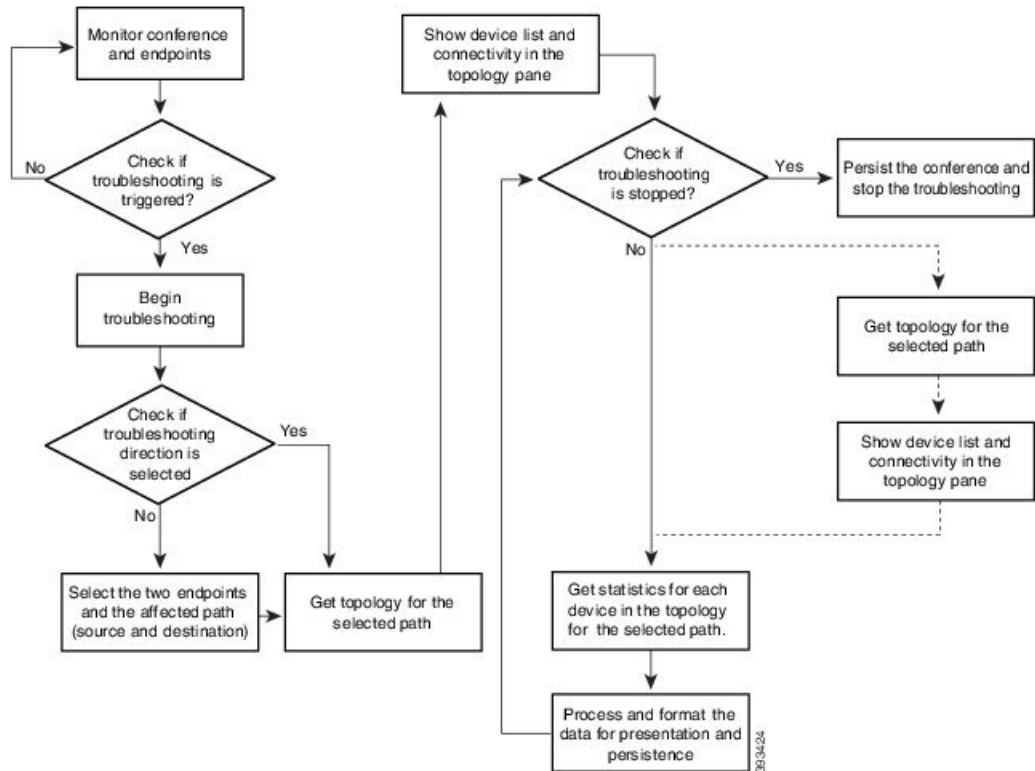 Monitor conference
and endpoints
No
Check if
troubleshooting is
triggered?
Yes
Begin
troubleshooting
Check if
troubleshooting
direction is
selected
Yes
No
Select the two endpoints
and the affected path
(source and destination)
Get topology for the
selected path
Show device list and
connectivity in the
topology pane
Check if
troubleshooting
is stopped?
Yes
Persist the conference and
stop the troubleshooting
No
Get topology for the
selected path
Show device list and
connectivity in the
topology pane
Get statistics for each
device in the topology
for the selected path.
Process and format the
data for presentation and
persistence
393424